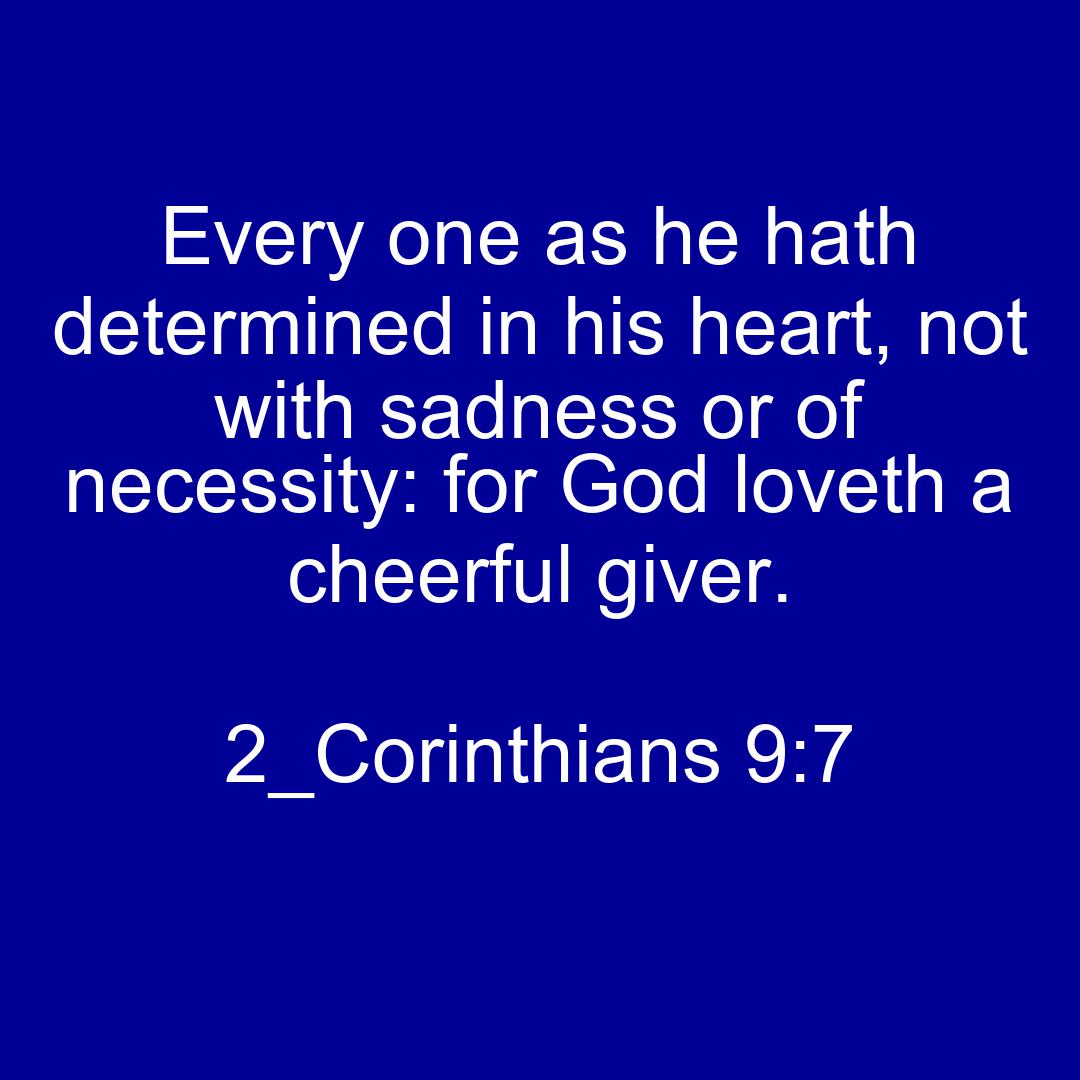 Every one as he hath
determined in his heart, not
with sadness or of
necessity: for God loveth a
cheerful giver.
2_Corinthians 9:7